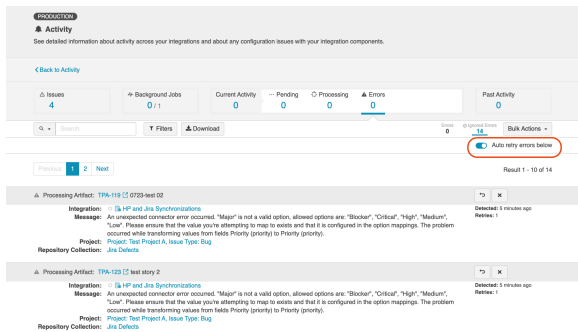 PRODUCTION
Activity
See detailed information about activity across your integrations and about any configuration issues with your integration components.
Back to Activity
Issues Background Jobs Current Activity Pending Processing Errors Past Activity
4 0 / 1 0 0 0 0 0
Search Filters Download Errors 0 Ignored Errors 14 Bulk Actions
Auto retry errors below
Previous 1 2 Next Result 1 - 10 of 14
Processing Artifact: TPA-119 0723-test 02
Integration: HP and Jira Synchronizations Detected: 5 minutes ago
Message: An unexpected connector error occurred. "Major" is not a valid option, allowed options are: "Blocker", "Critical", "High", "Medium", Retries: 1
"Low". Please ensure that the value you're attempting to map to exists and that it is configured in the option mappings. The problem
occurred while transforming values from fields Priority (priority) to Priority (priority).
Project: Project: Test Project A, Issue Type: Bug
Repository Collection: Jira Defects
Processing Artifact: TPA-123 test story 2
Integration: HP and Jira Synchronizations Detected: 5 minutes ago
Message: An unexpected connector error occurred. "Major" is not a valid option, allowed options are: "Blocker", "Critical", "High", "Medium", Retries: 1
"Low". Please ensure that the value you're attempting to map to exists and that it is configured in the option mappings. The problem
occurred while transforming values from fields Priority (priority) to Priority (priority).
Project: Project: Test Project A, Issue Type: Bug
Repository Collection: Jira Defects